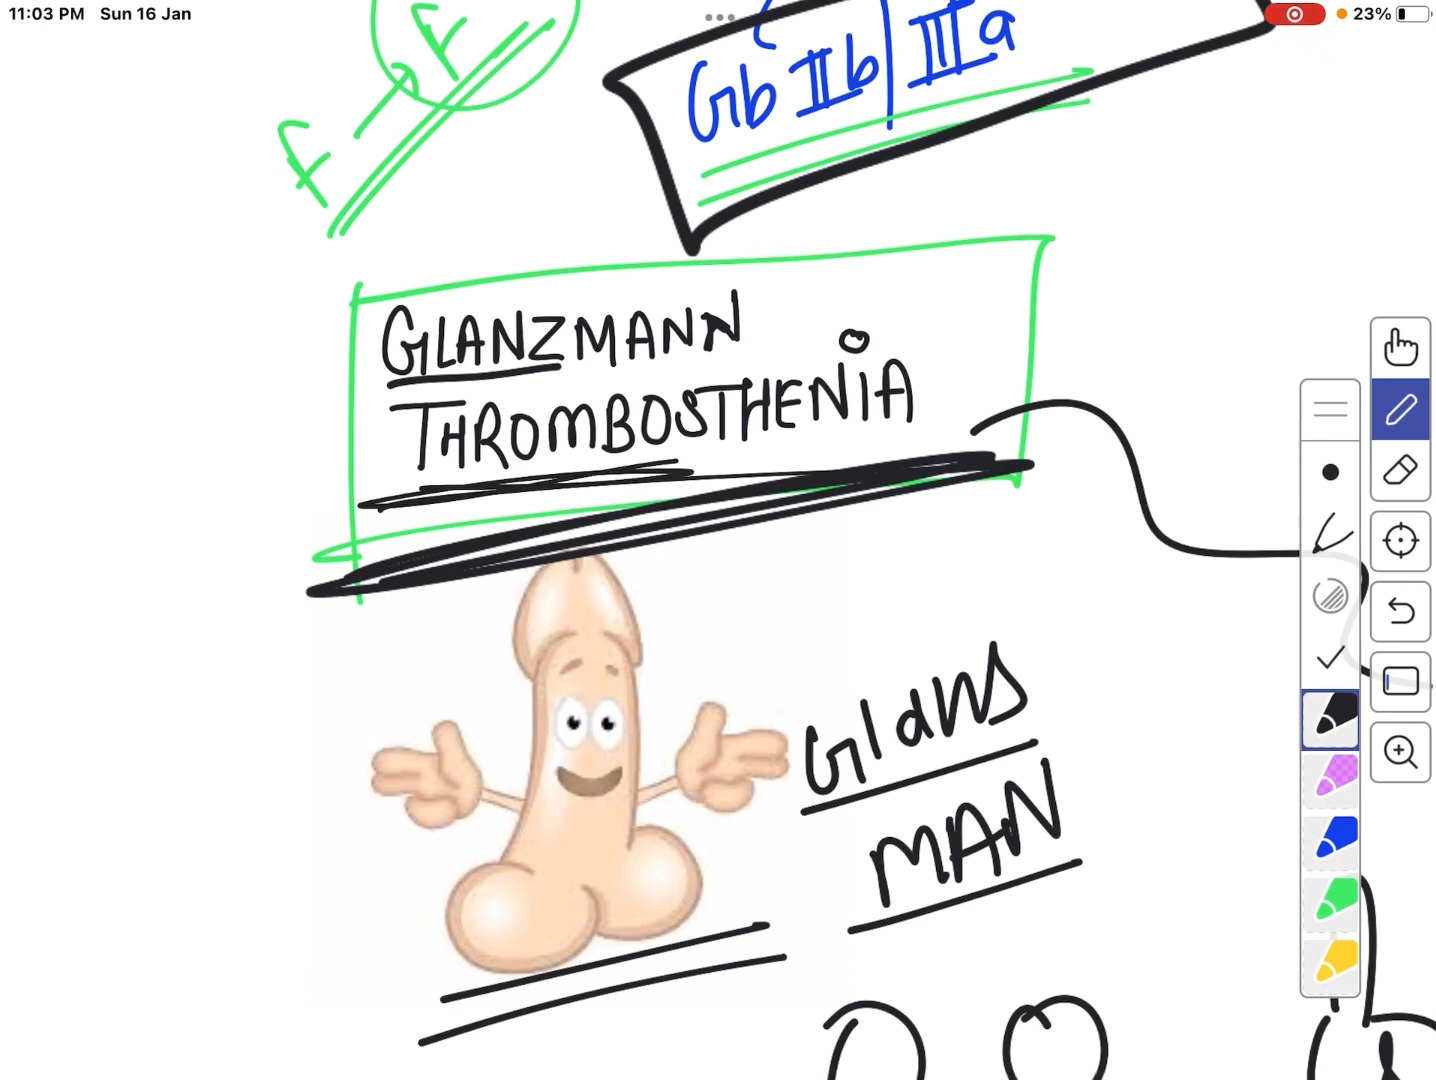 11:03 PM Sun 16 Jan
23%
F
F
Gb IIb | IIIa
GLANZMANN
THROMBOSTHENIA
Glans
MAN